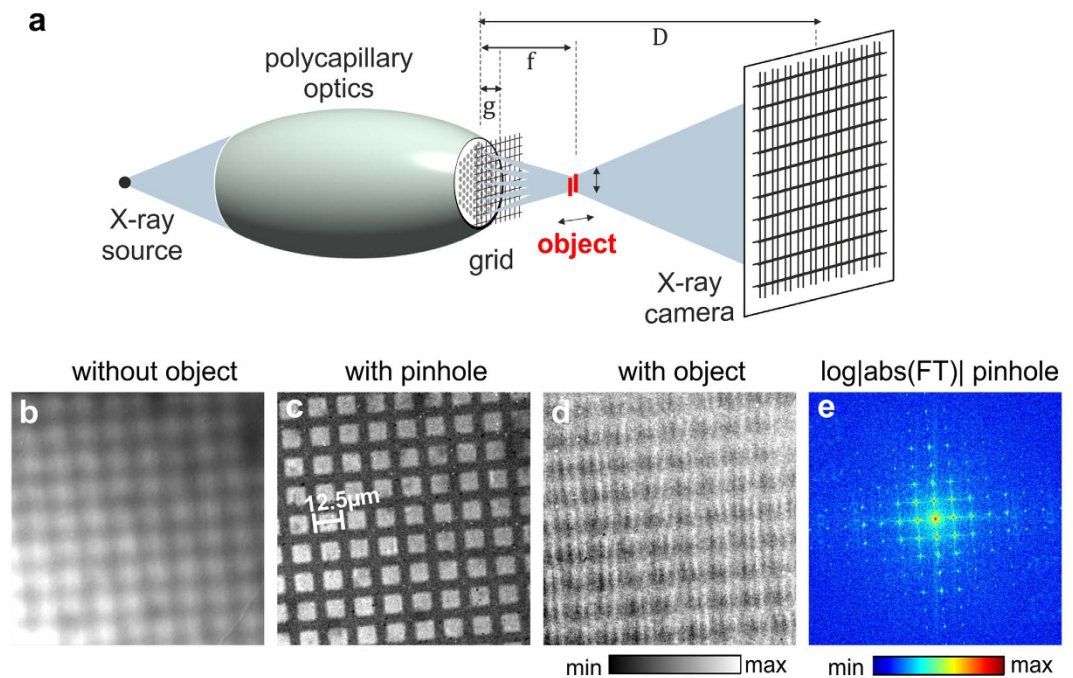 a
D
f
g
polycapillary
optics
X-ray
source
grid
object
X-ray
camera
without object
with pinhole
with object
log|abs(FT)| pinhole
b
c
d
e
12.5μm
min
max
min
max